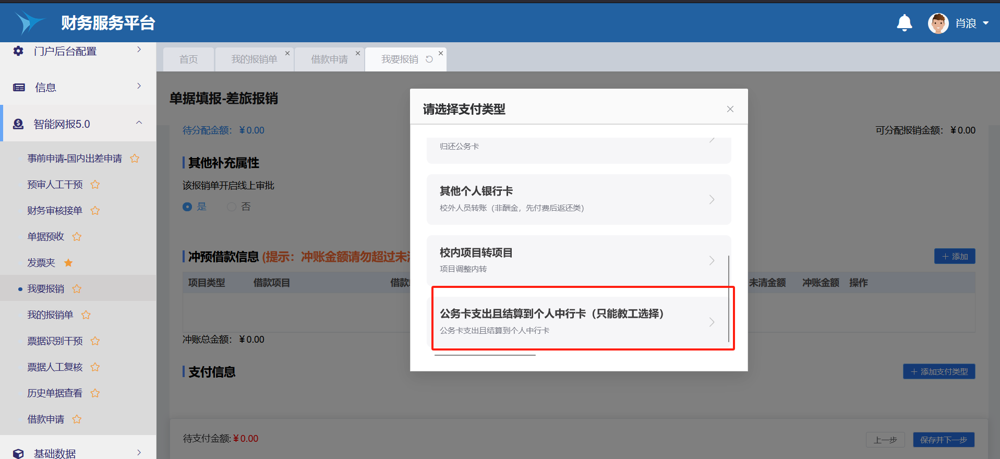 财务服务平台
肖浪
门户后台配置
信息
智能网报5.0
事前申请-国内出差申请
预审人工干预
财务审核接单
单据预收
发票夹
我要报销
我的报销单
票据识别干预
票据人工复核
历史单据查看
借款申请
基础数据
首页
我的报销单
借款申请
我要报销
单据填报-差旅报销
待分配金额： ¥0.00
可分配报销金额： ¥0.00
其他补充属性
该报销单开启线上审批
是
否
冲预借款信息 (提示：冲账金额请勿超过未
添加
项目类型
借款项目
借款
未清金额
冲账金额
操作
冲账总金额： ¥0.00
支付信息
添加支付类型
待支付金额: ¥0.00
上一步
保存并下一步
请选择支付类型
归还公务卡
其他个人银行卡
校外人员转账（非酬金，先付费后返还类）
校内项目转项目
项目调整内转
公务卡支出且结算到个人中行卡（只能教工选择）
公务卡支出且结算到个人中行卡